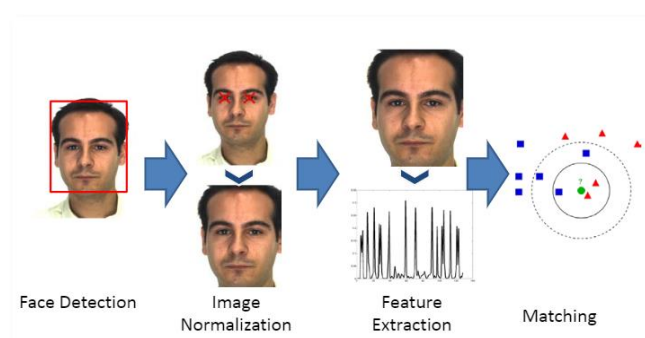 ?
Face Detection
Image
Normalization
Feature
Extraction
Matching